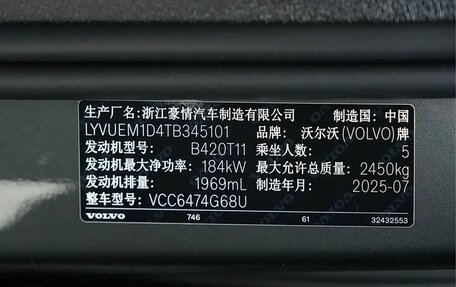 生产厂名:浙江豪情汽车制造有限公司 制造国:中国
LYVUEM1D4TB345101 品牌:沃尔沃(VOLVO)牌
发动机型号: B420T11 乘坐人数: 5
发动机最大净功率: 184kW 最大允许总质量:2450kg
发动机排量: 1969mL 制造年月: 2025-07
整车型号: VCC6474G68U
VOLVO 746 61 32432553